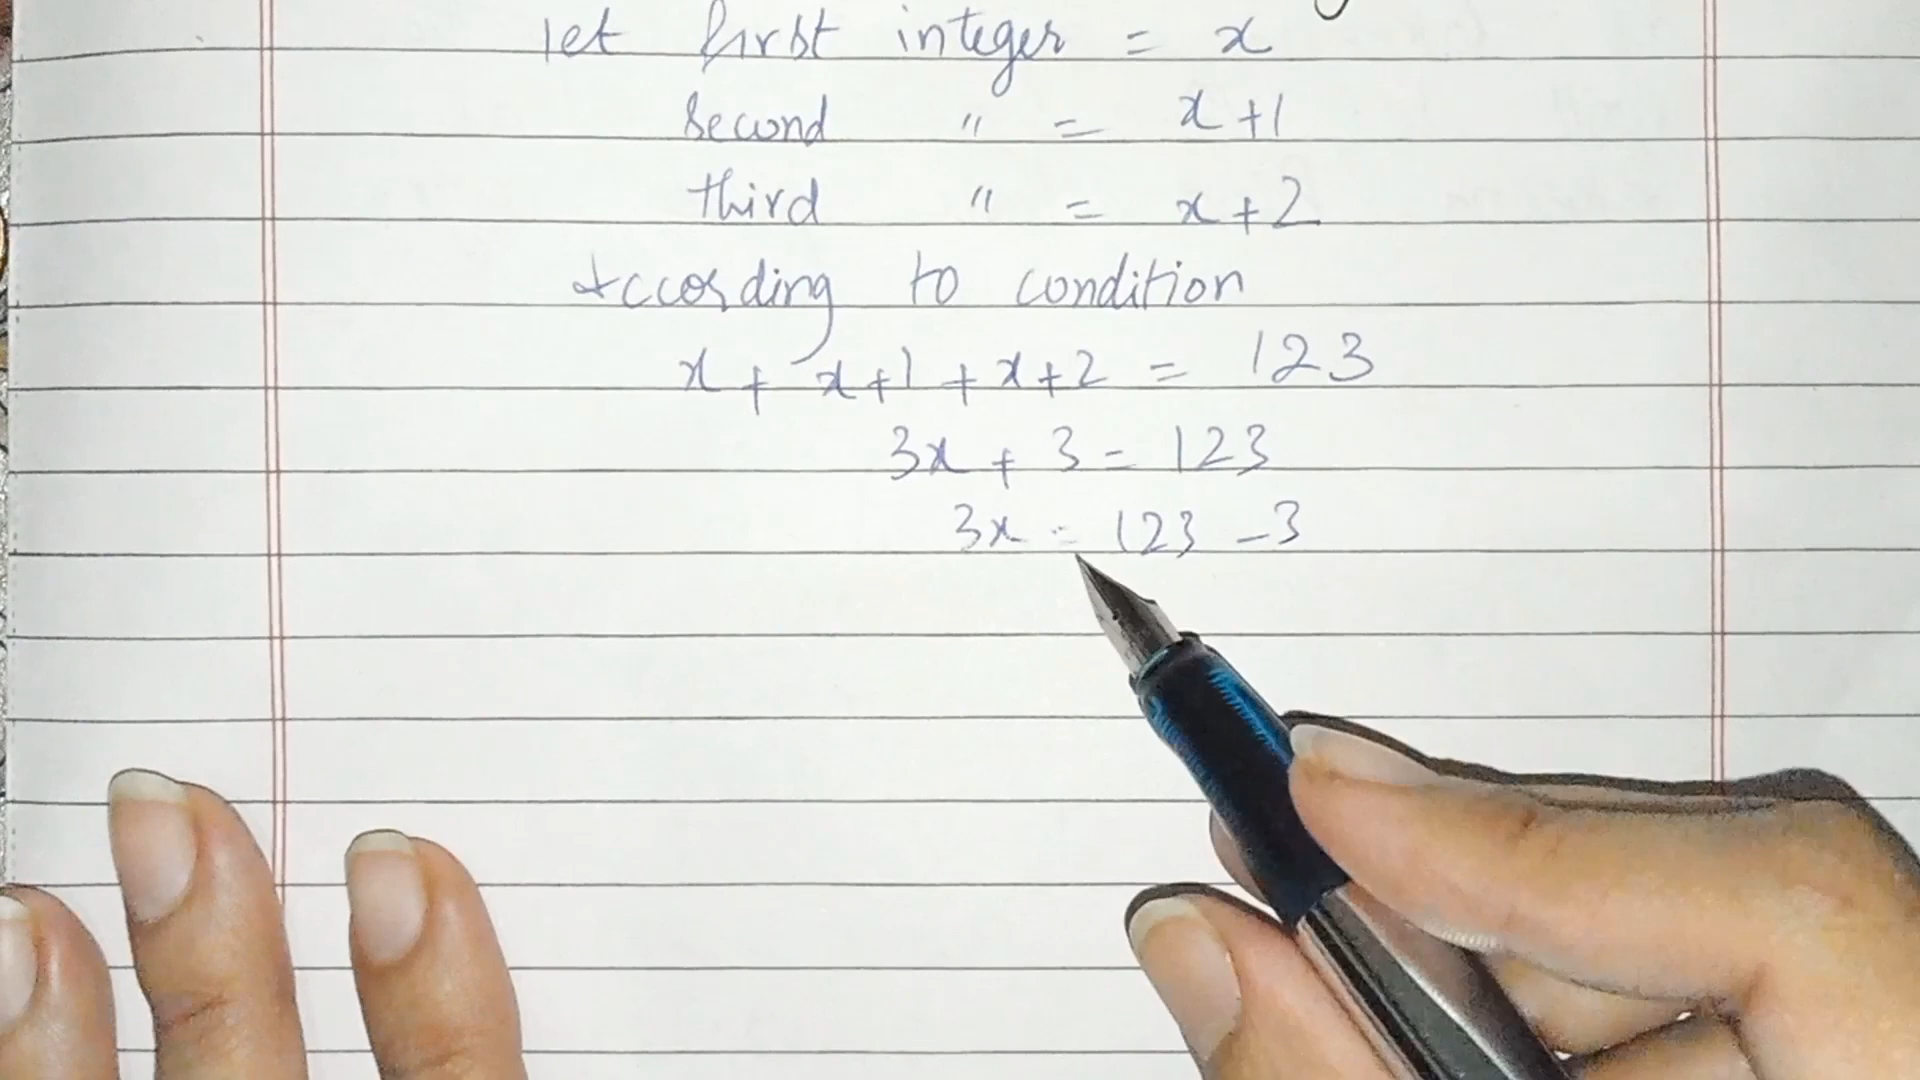 let first integer = x
second " = x+1
third " = x+2
According to condition
x + x+1 + x+2 = 123
3x + 3 = 123
3x = 123 - 3